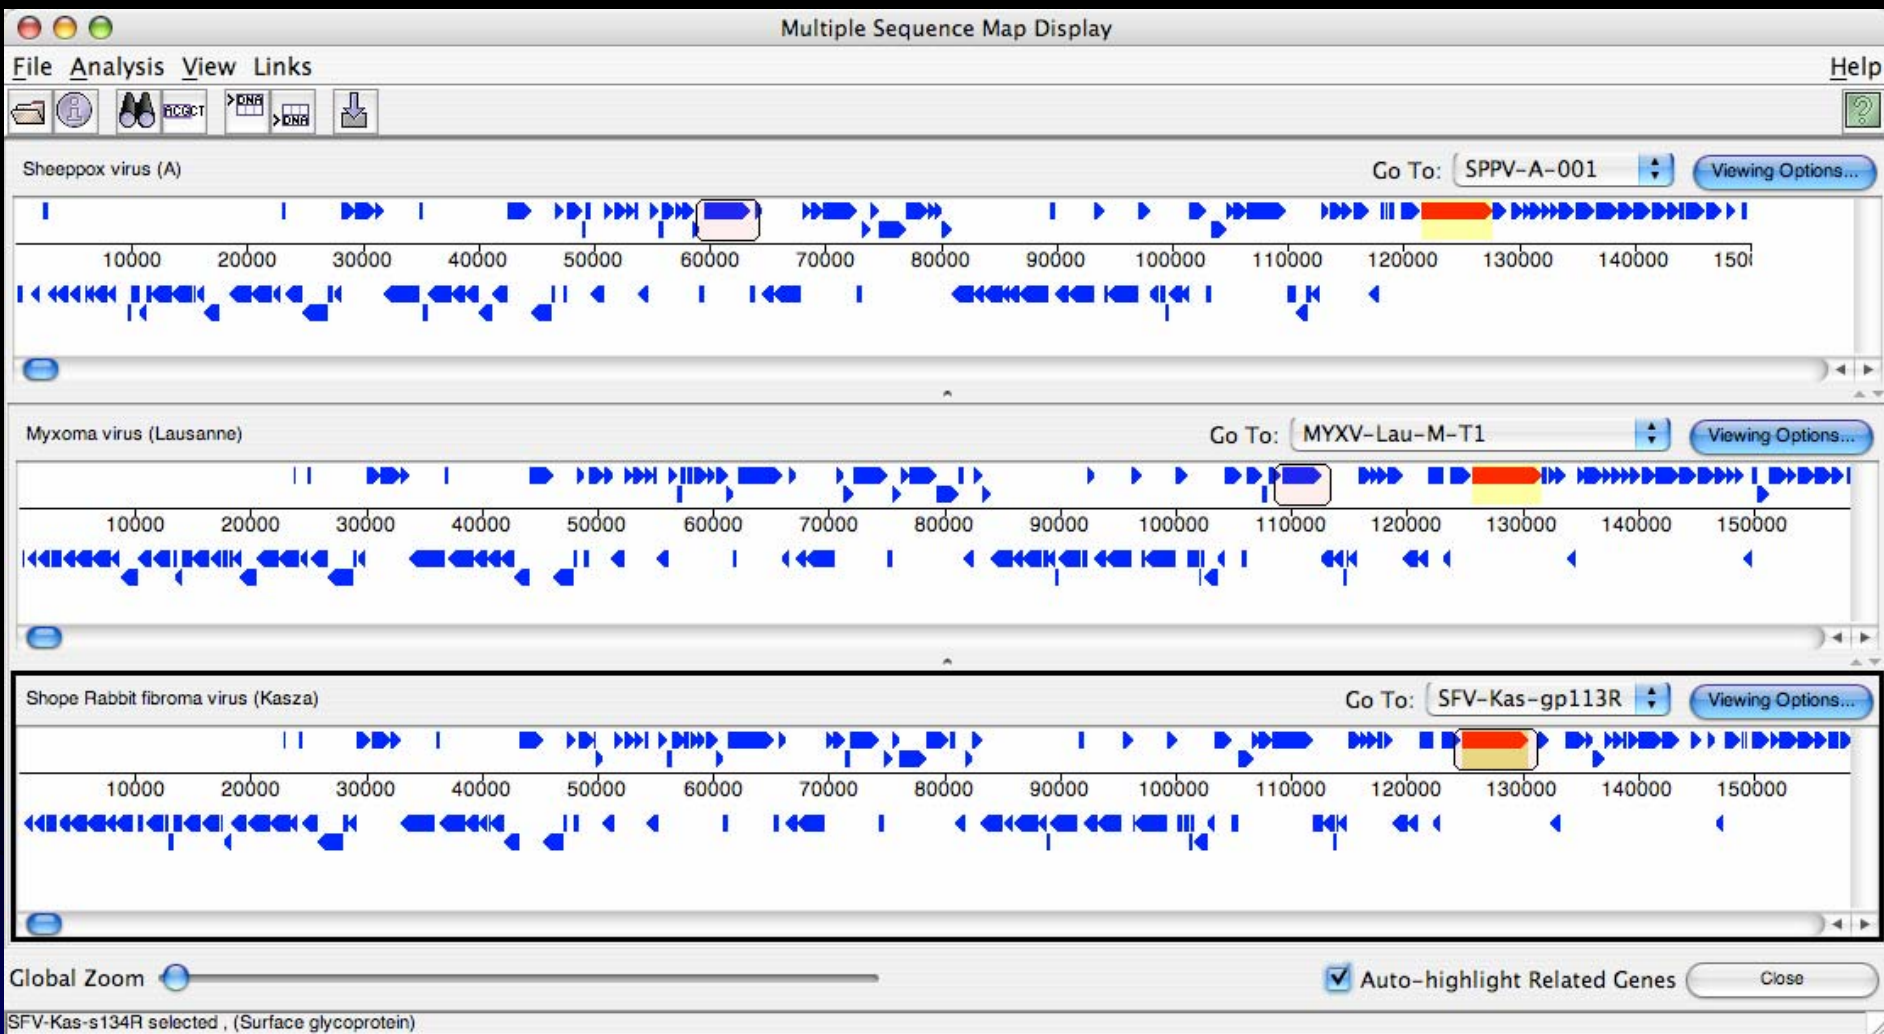 Multiple Sequence Map Display
File Analysis View Links Help
ACGCT >DNA >DNA ?
Sheeppox virus (A) Go To: SPPV-A-001 Viewing Options...
10000 20000 30000 40000 50000 60000 70000 80000 90000 100000 110000 120000 130000 140000 150
Myxoma virus (Lausanne) Go To: MYXV-Lau-M-T1 Viewing Options...
10000 20000 30000 40000 50000 60000 70000 80000 90000 100000 110000 120000 130000 140000 150000
Shope Rabbit fibroma virus (Kasza) Go To: SFV-Kas-gp113R Viewing Options...
10000 20000 30000 40000 50000 60000 70000 80000 90000 100000 110000 120000 130000 140000 150000
Global Zoom Auto-highlight Related Genes Close
SFV-Kas-s134R selected , (Surface glycoprotein)